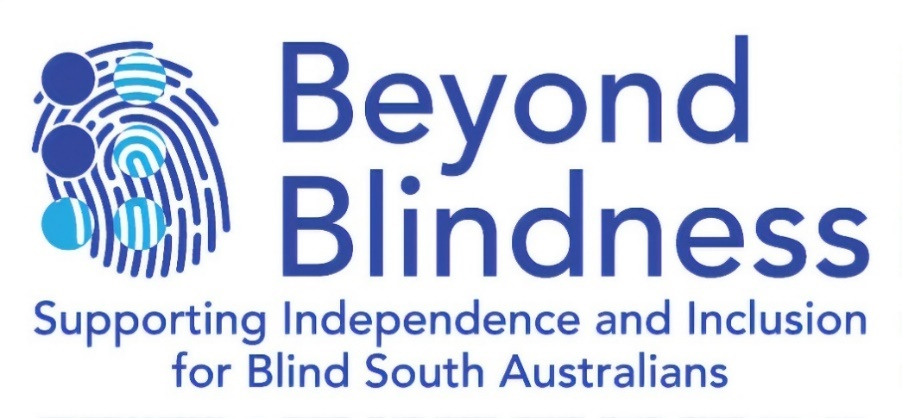 Beyond
Blindness
Supporting Independence and Inclusion
for Blind South Australians